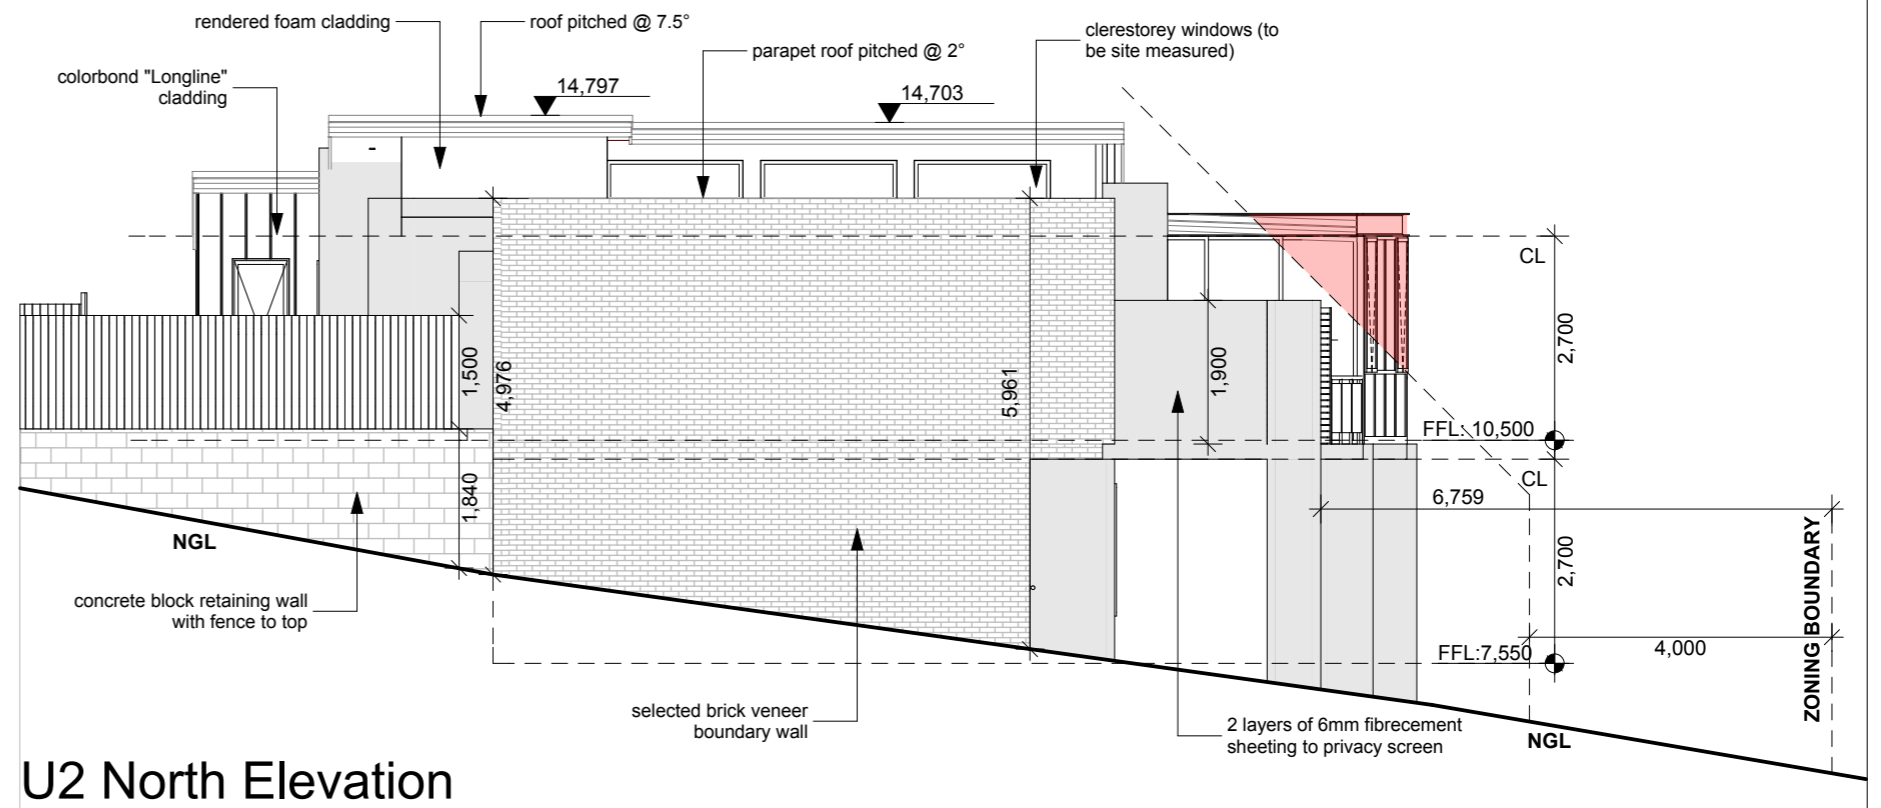 rendered foam cladding
roof pitched @ 7.5°
clerestorey windows (to
be site measured)
parapet roof pitched @ 2°
colorbond "Longline"
cladding
14,797
14,703
CL
2,700
1,500
4,976
5,961
1,900
FFL: 10,500
CL
6,759
1,840
NGL
2,700
ZONING BOUNDARY
concrete block retaining wall
with fence to top
FFL:7,550
4,000
selected brick veneer
boundary wall
2 layers of 6mm fibrecement
sheeting to privacy screen
NGL
U2 North Elevation